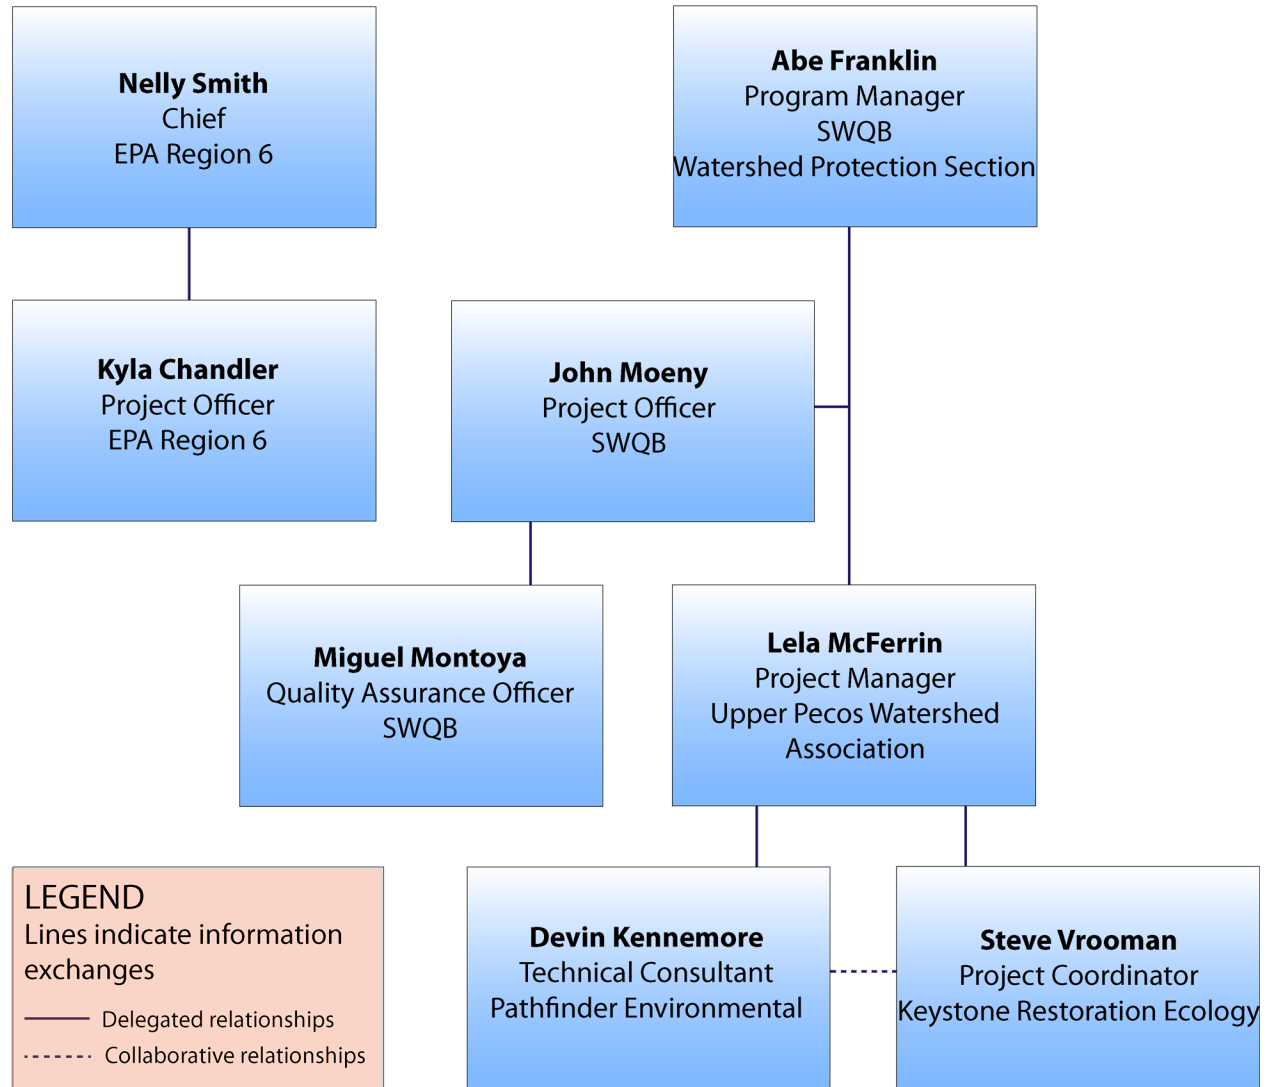 Nelly Smith
Chief
EPA Region 6
Abe Franklin
Program Manager
SWQB
Watershed Protection Section
Kyla Chandler
Project Officer
EPA Region 6
John Moeny
Project Officer
SWQB
Miguel Montoya
Quality Assurance Officer
SWQB
Lela McFerrin
Project Manager
Upper Pecos Watershed
Association
LEGEND
Lines indicate information
exchanges
Delegated relationships
Collaborative relationships
Devin Kennemore
Technical Consultant
Pathfinder Environmental
Steve Vrooman
Project Coordinator
Keystone Restoration Ecology